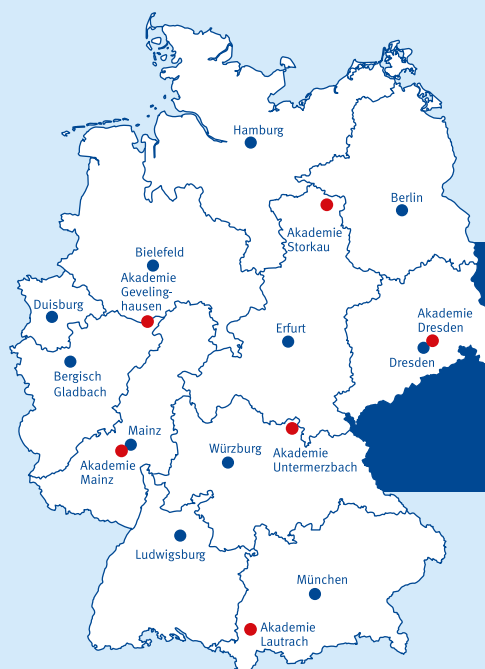 Hamburg
Berlin
Akademie
Storkau
Bielefeld
Akademie
Geveling-
hausen
Duisburg
Akademie
Dresden
Erfurt
Dresden
Bergisch
Gladbach
Mainz
Akademie
Mainz
Würzburg
Akademie
Untermerzbach
Ludwigsburg
München
Akademie
Lautrach